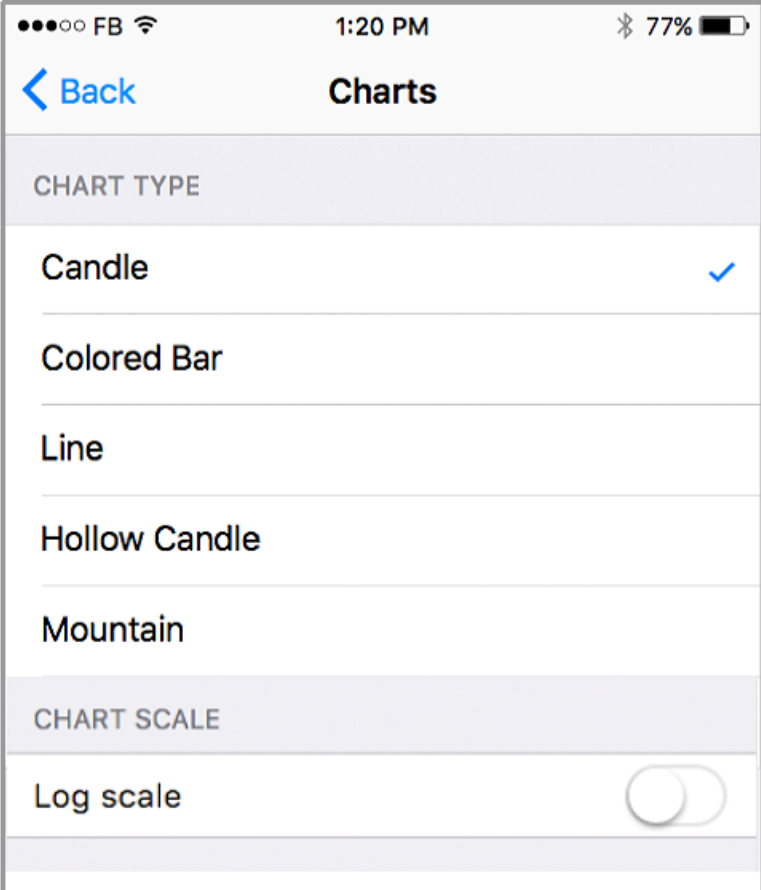 FB 1:20 PM 77%
Back Charts
CHART TYPE
Candle
Colored Bar
Line
Hollow Candle
Mountain
CHART SCALE
Log scale